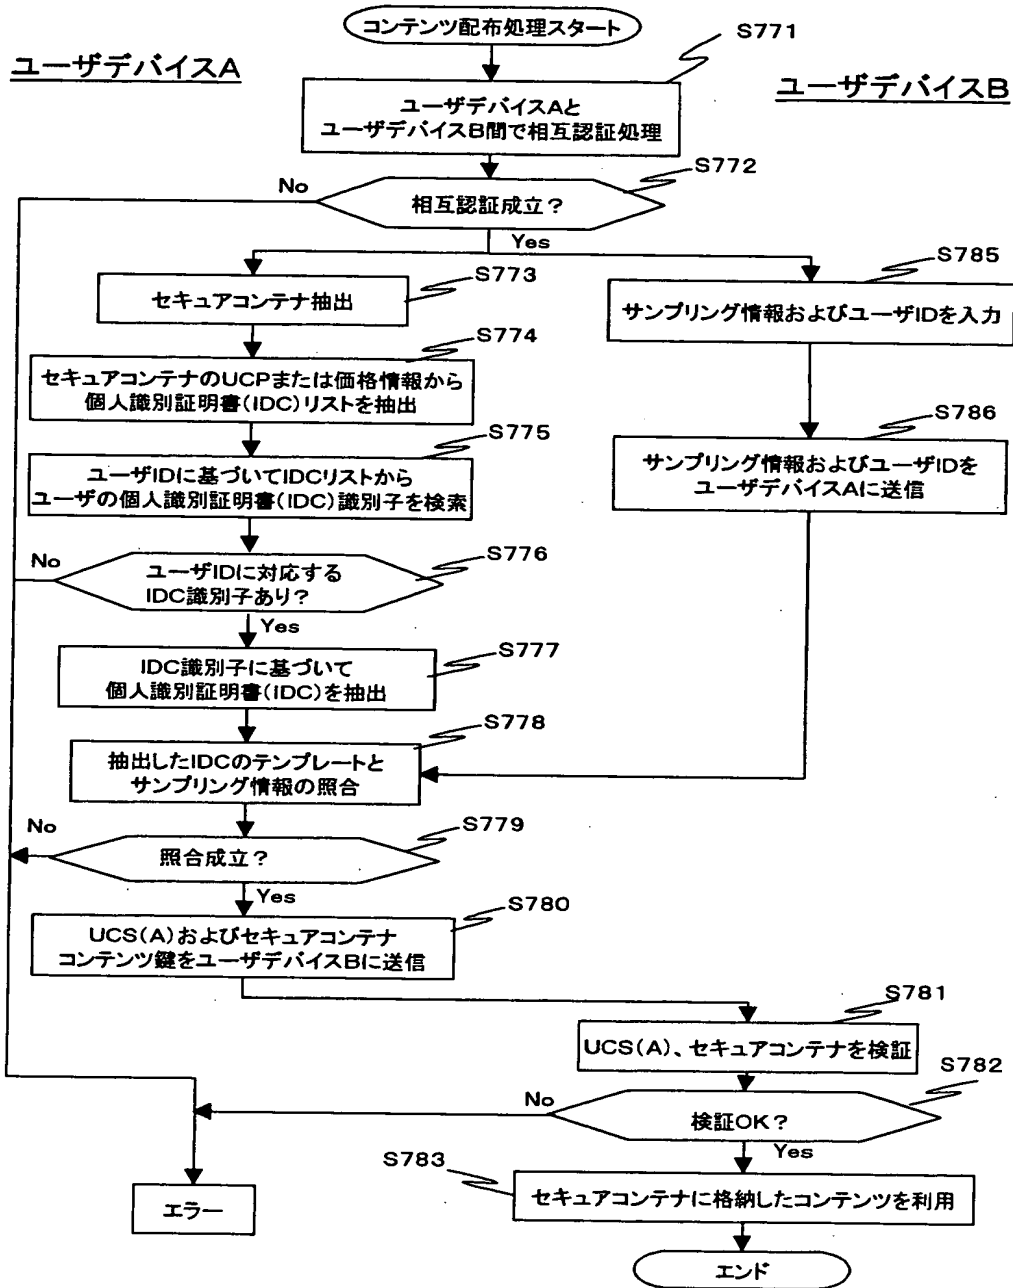 コンテンツ配布処理スタート
S771
ユーザデバイスA
ユーザデバイスB
ユーザデバイスAと
ユーザデバイスB間で相互認証処理
S772
No
相互認証成立？
Yes
S773
S785
セキュアコンテナ抽出
サンプリング情報およびユーザIDを入力
S774
セキュアコンテナのUCPまたは価格情報から
個人識別証明書(IDC)リストを抽出
S786
S775
ユーザIDに基づいてIDCリストから
ユーザの個人識別証明書(IDC)識別子を検索
サンプリング情報およびユーザIDを
ユーザデバイスAに送信
S776
No
ユーザIDに対応する
IDC識別子あり？
Yes
S777
IDC識別子に基づいて
個人識別証明書(IDC)を抽出
S778
抽出したIDCのテンプレートと
サンプリング情報の照合
S779
No
照合成立？
Yes
S780
UCS(A)およびセキュアコンテナ
コンテンツ鍵をユーザデバイスBに送信
S781
UCS(A)、セキュアコンテナを検証
S782
No
検証OK？
Yes
S783
セキュアコンテナに格納したコンテンツを利用
エラー
エンド